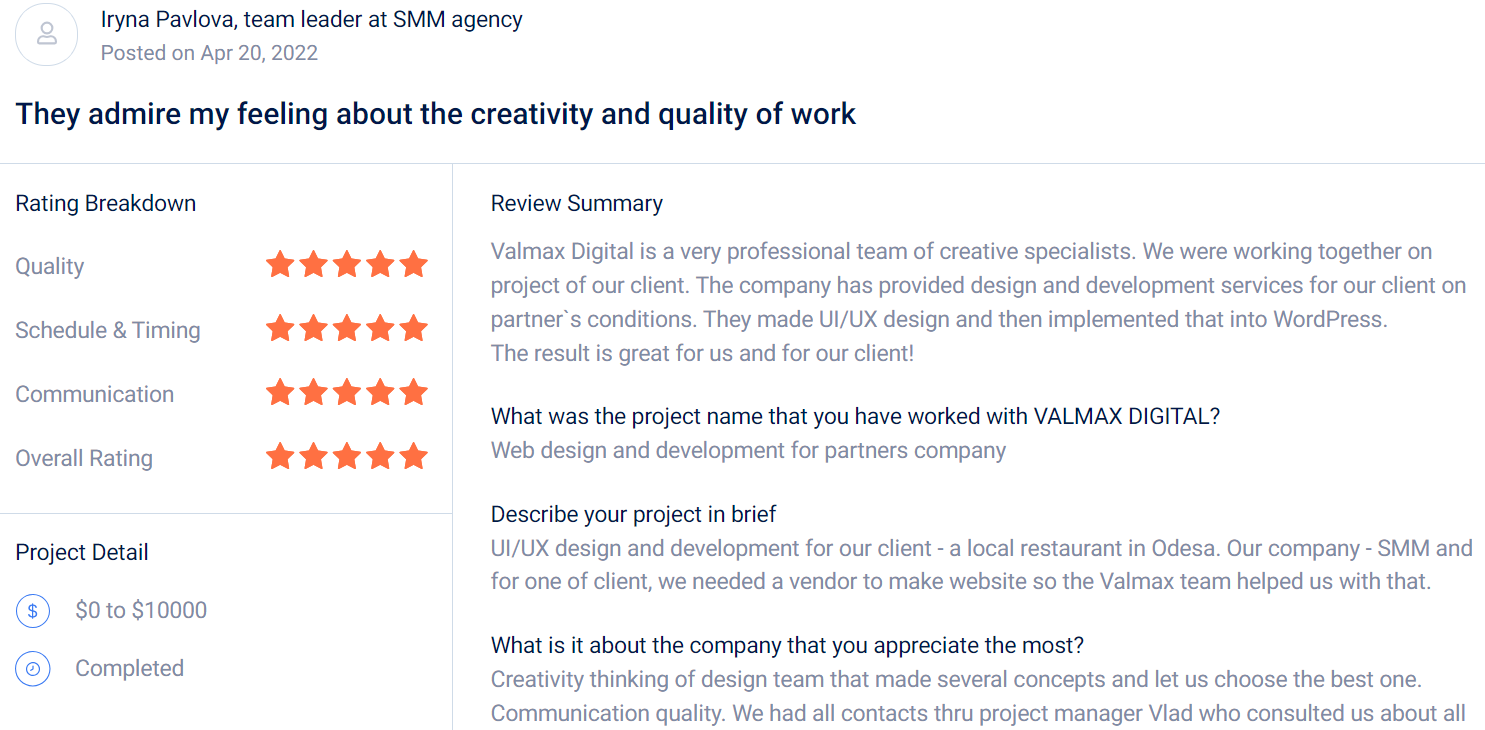 Iryna Pavlova, team leader at SMM agency
Posted on Apr 20, 2022
They admire my feeling about the creativity and quality of work
Rating Breakdown
Quality
Schedule & Timing
Communication
Overall Rating
Project Detail
$0 to $10000
Completed
Review Summary
Valmax Digital is a very professional team of creative specialists. We were working together on
project of our client. The company has provided design and development services for our client on
partner`s conditions. They made UI/UX design and then implemented that into WordPress.
The result is great for us and for our client!
What was the project name that you have worked with VALMAX DIGITAL?
Web design and development for partners company
Describe your project in brief
UI/UX design and development for our client - a local restaurant in Odesa. Our company - SMM and
for one of client, we needed a vendor to make website so the Valmax team helped us with that.
What is it about the company that you appreciate the most?
Creativity thinking of design team that made several concepts and let us choose the best one.
Communication quality. We had all contacts thru project manager Vlad who consulted us about all